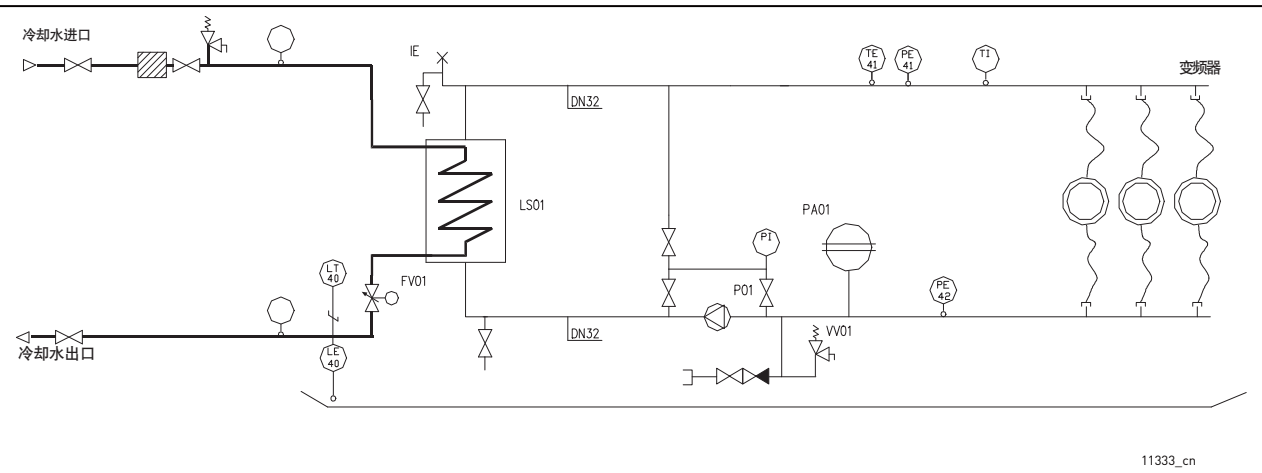 冷却水进口
IE
TE
41
PE
41
TI
变频器
DN32
LS01
PA01
PI
LT
40
FV01
P01
PE
42
DN32
VV01
冷却水出口
LE
40
11333_cn